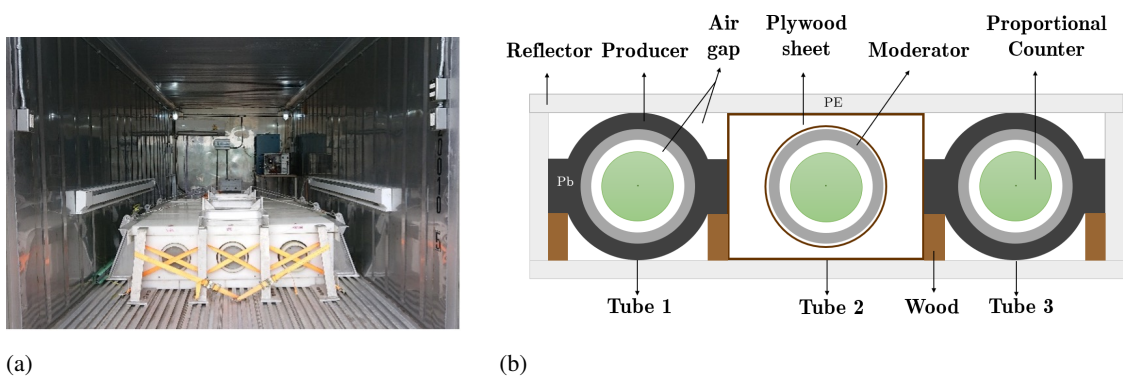 Reflector Producer Air gap Plywood sheet Moderator Proportional Counter
PE
Pb
Tube 1 Tube 2 Wood Tube 3
(a) (b)